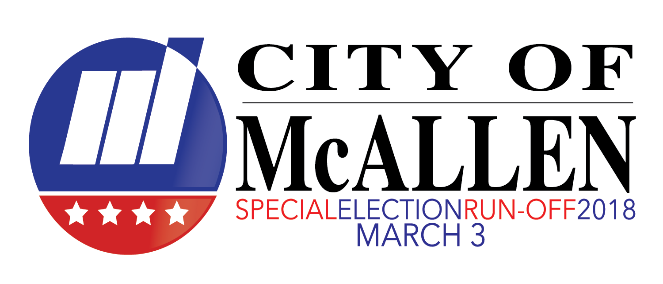 CITY OF
McALLEN
SPECIALELECTIONRUN-OFF2018
MARCH 3